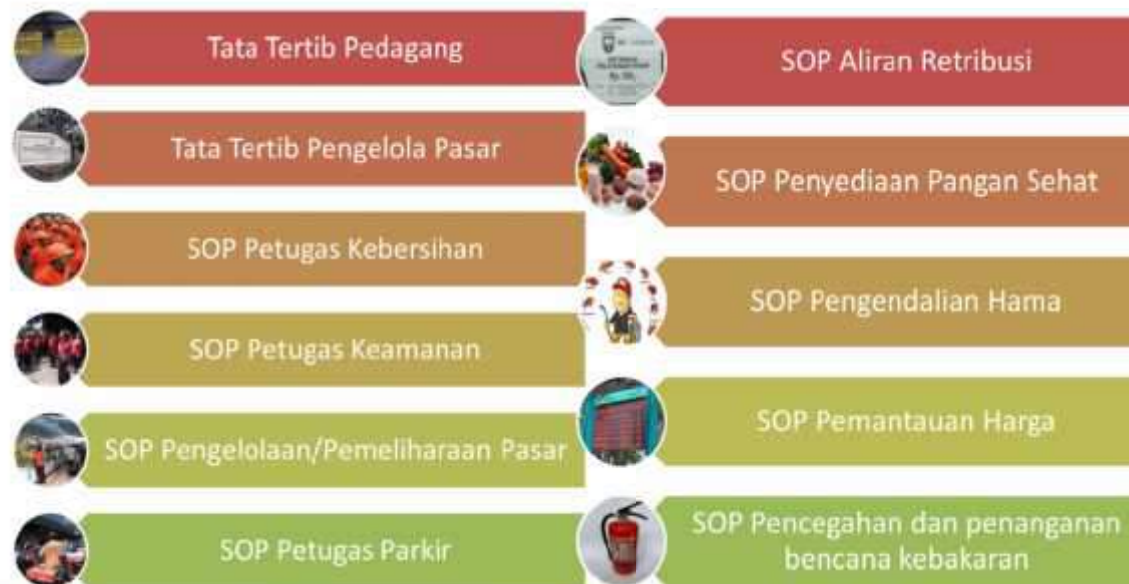 Tata Tertib Pedagang
Tata Tertib Pengelola Pasar
SOP Petugas Kebersihan
SOP Petugas Keamanan
SOP Pengelolaan/Pemeliharaan Pasar
SOP Petugas Parkir
SOP Aliran Retribusi
SOP Penyediaan Pangan Sehat
SOP Pengendalian Hama
SOP Pemantauan Harga
SOP Pencegahan dan penanganan
bencana kebakaran